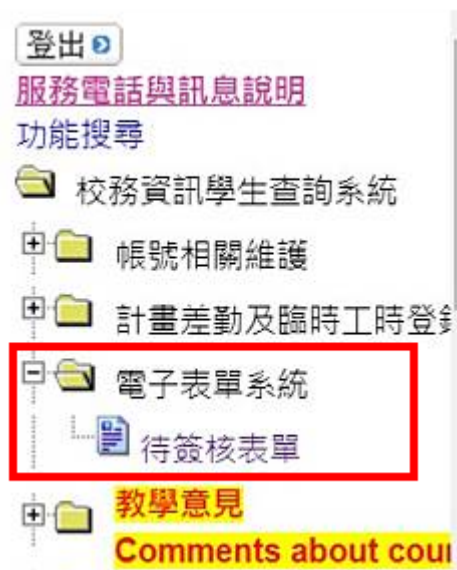 登出
服務電話與訊息說明
功能搜尋
校務資訊學生查詢系統
帳號相關維護
計畫差勤及臨時工時登
電子表單系統
待簽核表單
教學意見
Comments about